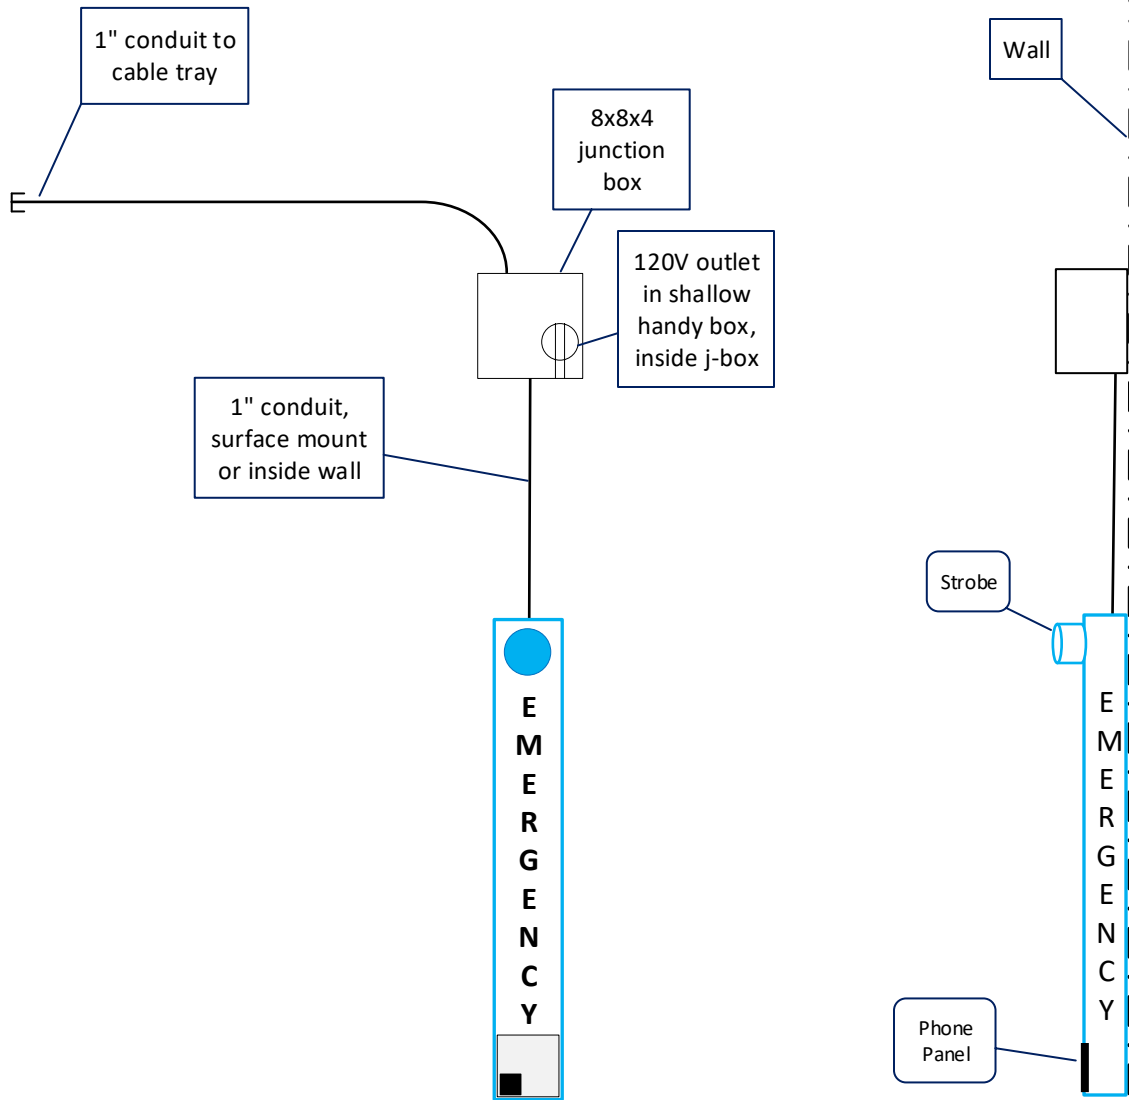 1" conduit to
cable tray
Wall
8x8x4
junction
box
120V outlet
in shallow
handy box,
inside j-box
1" conduit,
surface mount
or inside wall
Strobe
E
M
E
R
G
E
N
C
Y
E
M
E
R
G
E
N
C
Y
Phone
Panel